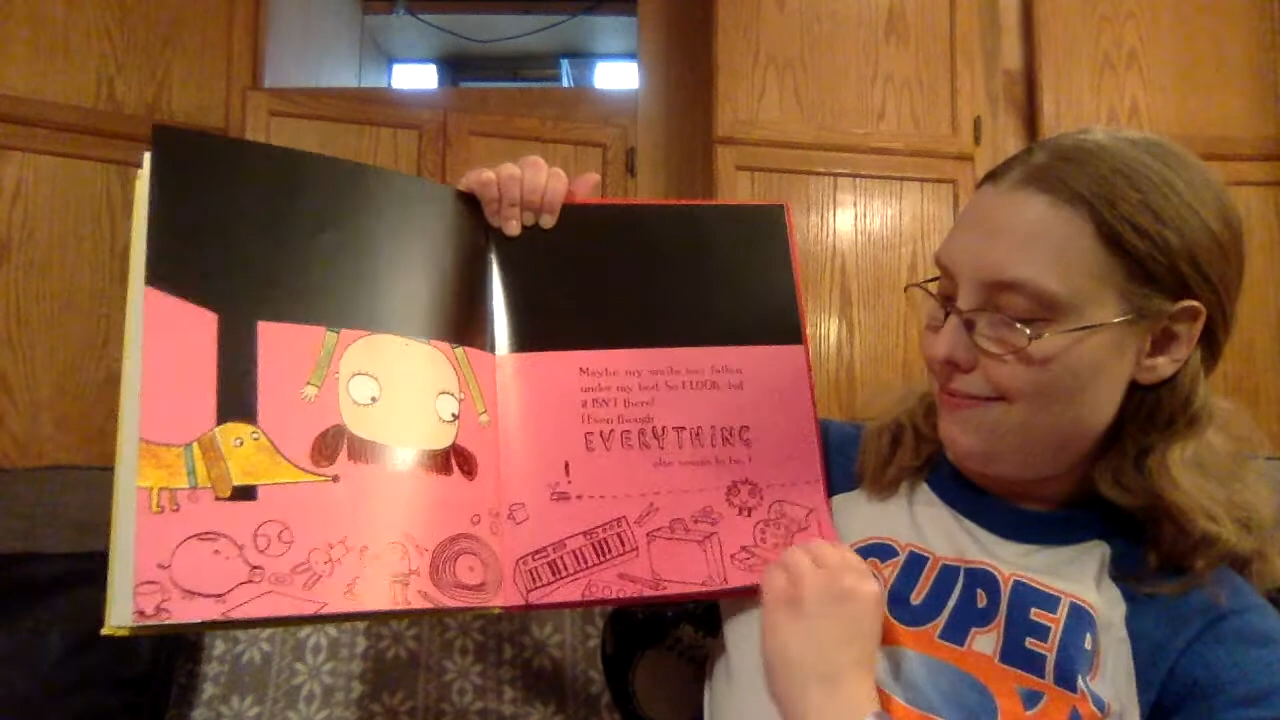 Maybe my smile has fallen
under my bed. So I LOOK, but
it ISN'T there!
(Even though
EVERYTHING
else seems to be.)
!
SUPER